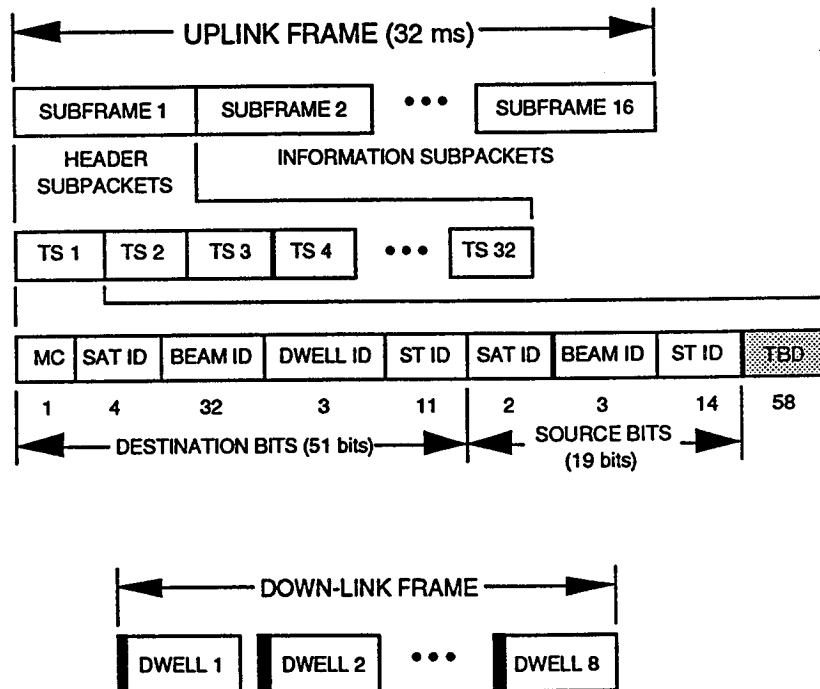 UPLINK FRAME (32 ms)
SUBFRAME 1 SUBFRAME 2 ••• SUBFRAME 16
HEADER SUBPACKETS INFORMATION SUBPACKETS
TS 1 TS 2 TS 3 TS 4 ••• TS 32
MC SAT ID BEAM ID DWELL ID ST ID SAT ID BEAM ID ST ID TBD
1 4 32 3 11 2 3 14 58
DESTINATION BITS (51 bits) SOURCE BITS (19 bits)
DOWN-LINK FRAME
DWELL 1 DWELL 2 ••• DWELL 8